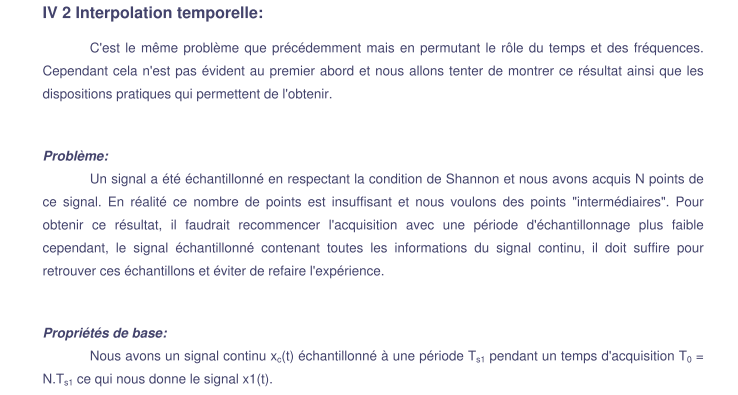 IV 2 Interpolation temporelle:
C'est le même problème que précédemment mais en permutant le rôle du temps et des fréquences.
Cependant cela n'est pas évident au premier abord et nous allons tenter de montrer ce résultat ainsi que les
dispositions pratiques qui permettent de l'obtenir.
Problème:
Un signal a été échantillonné en respectant la condition de Shannon et nous avons acquis N points de
ce signal. En réalité ce nombre de points est insuffisant et nous voulons des points "intermédiaires". Pour
obtenir ce résultat, il faudrait recommencer l'acquisition avec une période d'échantillonnage plus faible
cependant, le signal échantillonné contenant toutes les informations du signal continu, il doit suffire pour
retrouver ces échantillons et éviter de refaire l'expérience.
Propriétés de base:
Nous avons un signal continu xc(t) échantillonné à une période Ts1 pendant un temps d'acquisition T0 =
N.Ts1 ce qui nous donne le signal x1(t).